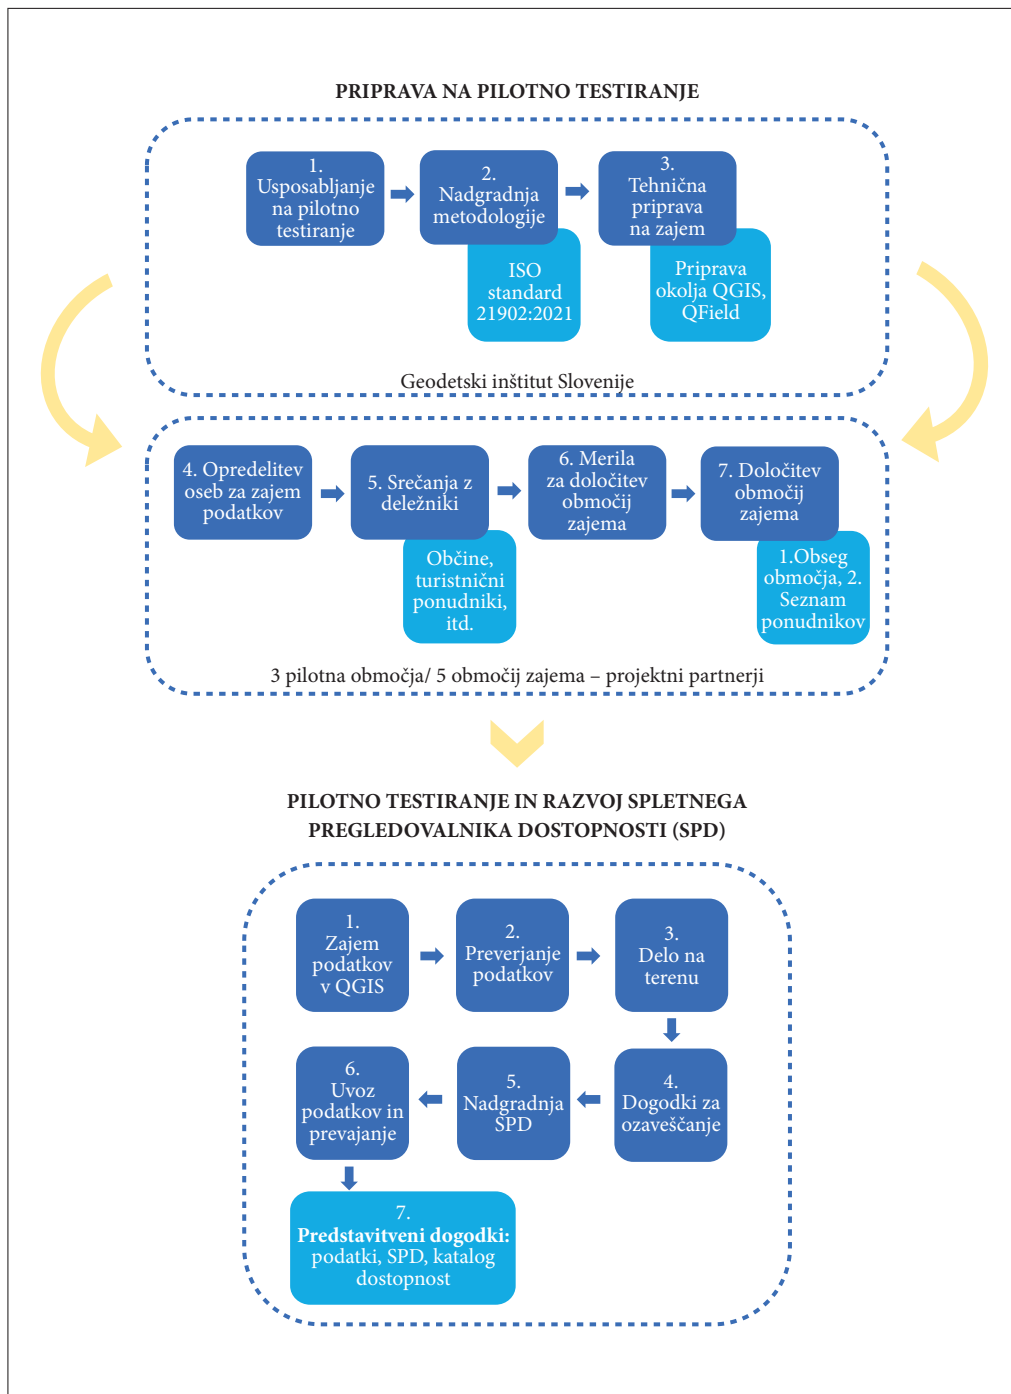 PRIPRAVA NA PILOTNO TESTIRANJE
1.
Usposabljanje
na pilotno
testiranje
2.
Nadgradnja
metodologije
ISO
standard
21902:2021
3.
Tehnična
priprava
na zajem
Priprava
okolja QGIS,
QField
Geodetski inštitut Slovenije
4. Opredelitev
oseb za zajem
podatkov
5. Srečanja z
deležniki
Občine,
turistnični
ponudniki,
itd.
6. Merila
za določitev
območij
zajema
7. Določitev
območij
zajema
1.Obseg
območja, 2.
Seznam
ponudnikov
3 pilotna območja/ 5 območij zajema – projektni partnerji
PILOTNO TESTIRANJE IN RAZVOJ SPLETNEGA
PREGLEDOVALNIKA DOSTOPNOSTI (SPD)
1.
Zajem
podatkov
v QGIS
2.
Preverjanje
podatkov
3.
Delo na
terenu
4.
Dogodki za
ozaveščanje
5.
Nadgradnja
SPD
6.
Uvoz
podatkov in
prevajanje
7.
Predstavitveni dogodki:
podatki, SPD, katalog
dostopnost